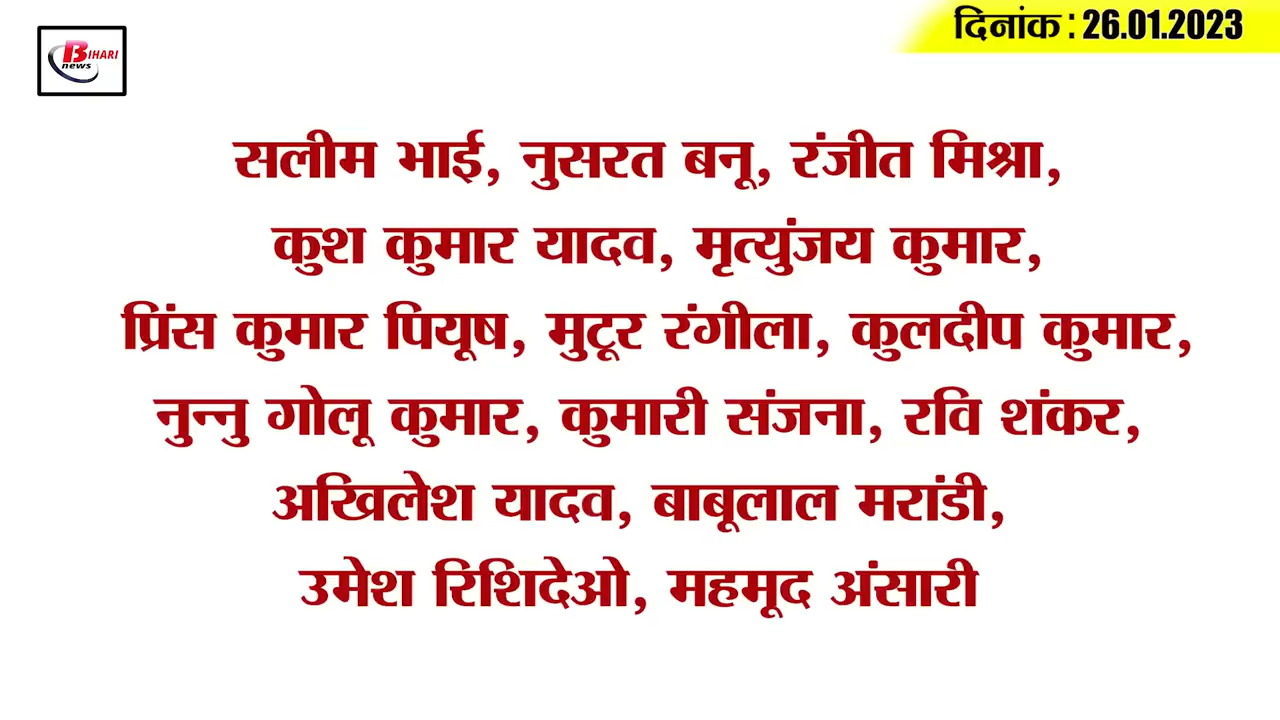 BIHARI
news
दिनांक : 26.01.2023
सलीम भाई, नुसरत बनू, रंजीत मिश्रा,
कुश कुमार यादव, मृत्युंजय कुमार,
प्रिंस कुमार पियूष, मुटूर रंगीला, कुलदीप कुमार,
नुन्नु गोलू कुमार, कुमारी संजना, रवि शंकर,
अखिलेश यादव, बाबूलाल मरांडी,
उमेश रिशिदेओ, महमूद अंसारी